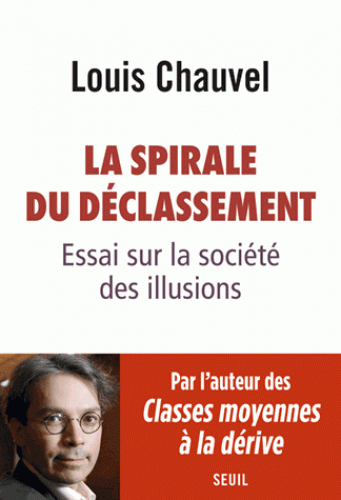 Louis Chauvel
LA SPIRALE
DU DÉCLASSEMENT
Essai sur la société
des illusions
Par l'auteur des
Classes moyennes
à la dérive
SEUIL